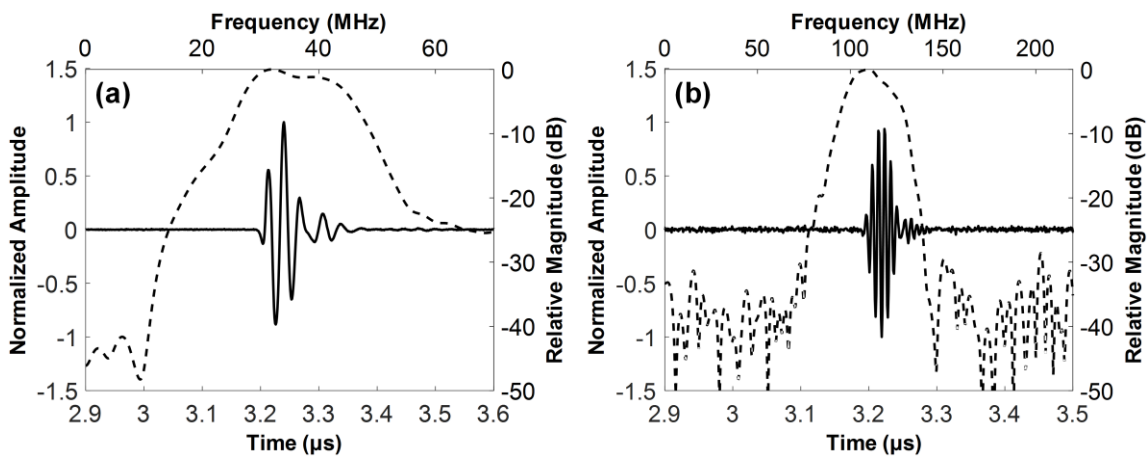 Frequency (MHz)
0 20 40 60
(a)
Normalized Amplitude
1.5
1
0.5
0
-0.5
-1
-1.5
0
-10
-20
-30
-40
-50
Relative Magnitude (dB)
2.9 3 3.1 3.2 3.3 3.4 3.5 3.6
Time (µs)
Frequency (MHz)
0 50 100 150 200
(b)
Normalized Amplitude
1.5
1
0.5
0
-0.5
-1
-1.5
0
-10
-20
-30
-40
-50
Relative Magnitude (dB)
2.9 3 3.1 3.2 3.3 3.4 3.5
Time (µs)